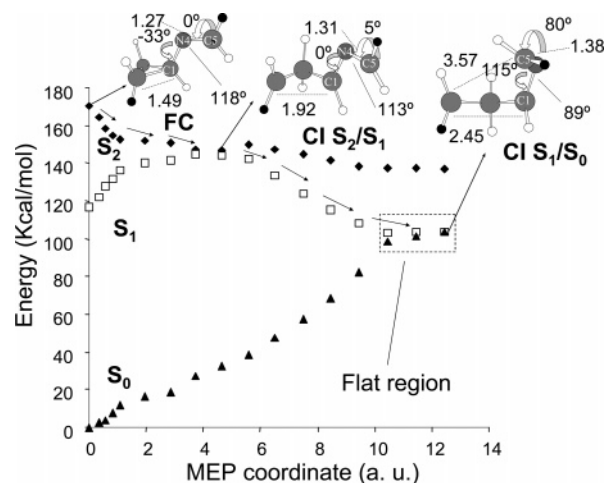 1.27 0º
-33º N4 C5
C1
1.49 118º
FC
1.31 5º
N4
0º C5
C1
1.92 113º
CI S2/S1
80º
3.57 115º C5 1.38
C1
89º
2.45
CI S1/S0
Energy (Kcal/mol)
180
160
140
120
100
80
60
40
20
0
S2
S1
S0
Flat region
0 2 4 6 8 10 12 14
MEP coordinate (a. u.)